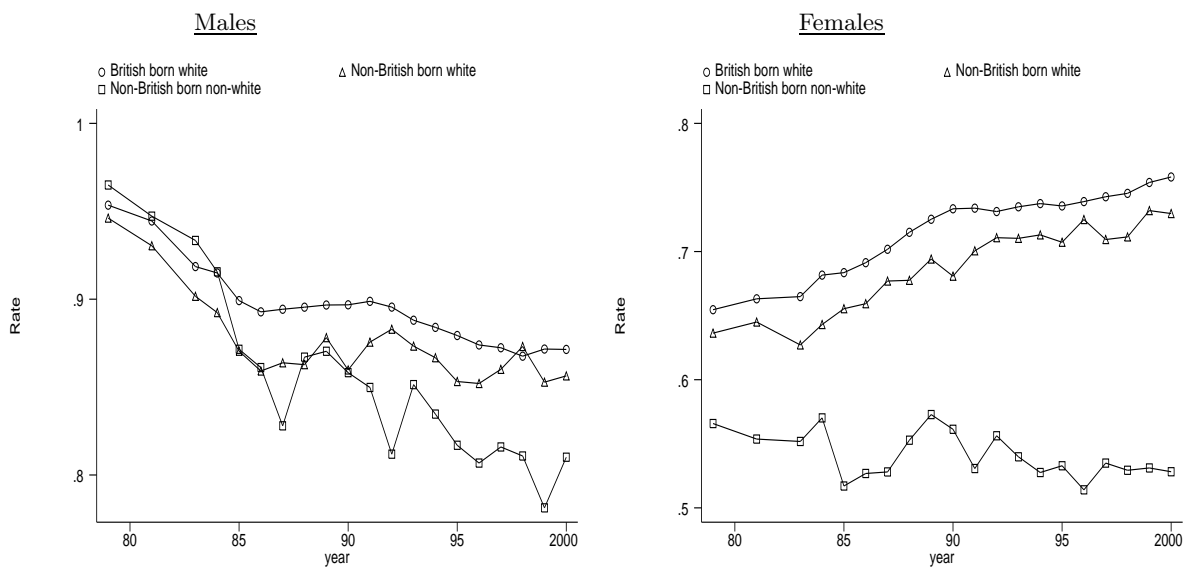 Males
British born white
Non-British born white
Non-British born non-white
Rate
1
.9
.8
80 85 90 95 2000
year
Females
British born white
Non-British born white
Non-British born non-white
Rate
.8
.7
.6
.5
80 85 90 95 2000
year